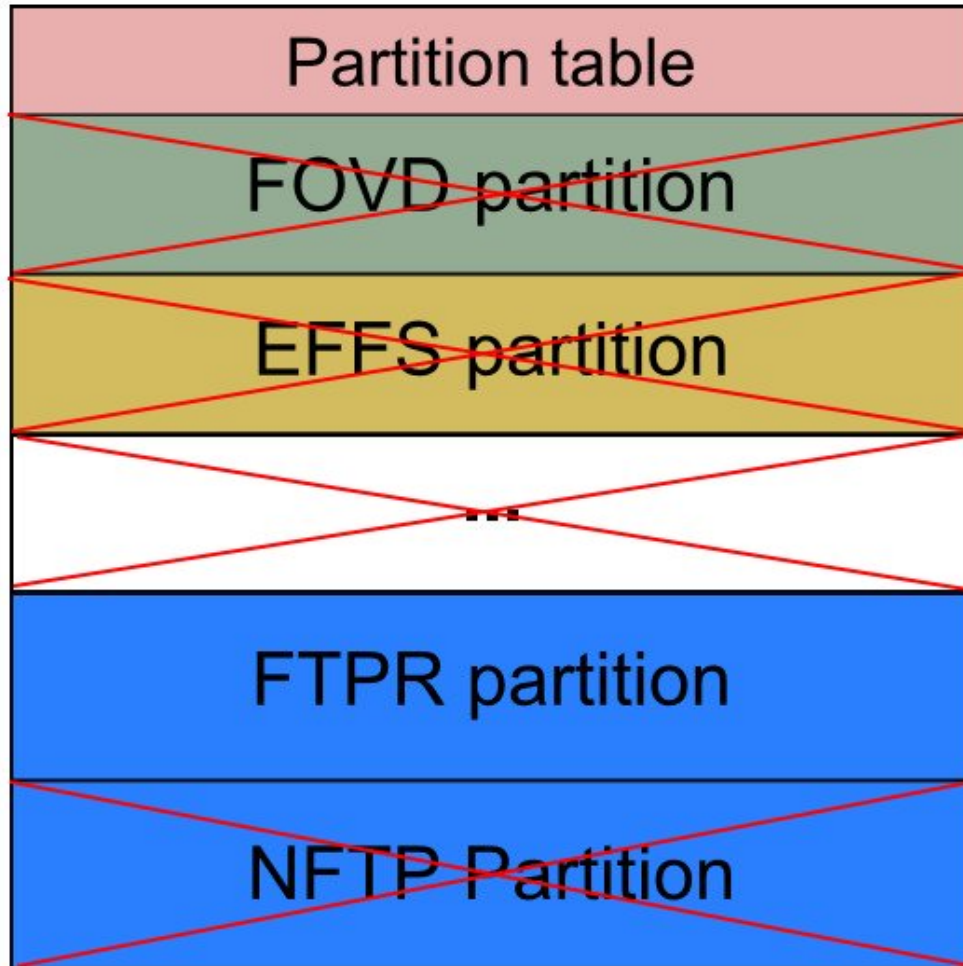 Partition table
FOVD partition
EFFS partition
...
FTPR partition
NFTP Partition